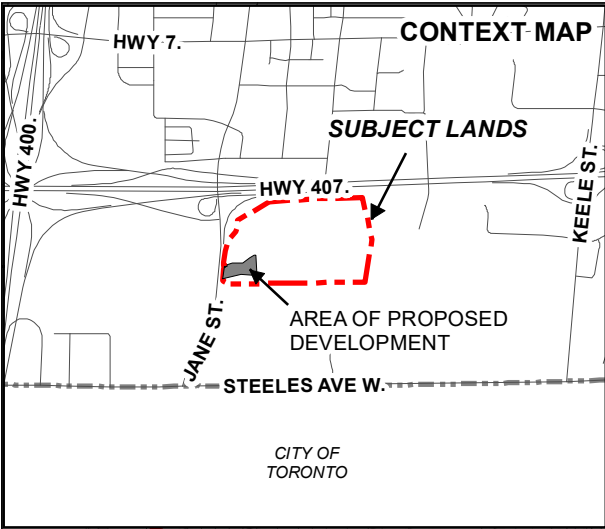 CONTEXT MAP
HWY 7.
HWY 400.
SUBJECT LANDS
HWY 407.
KEELE ST.
JANE ST.
AREA OF PROPOSED
DEVELOPMENT
STEELES AVE W.
CITY OF
TORONTO